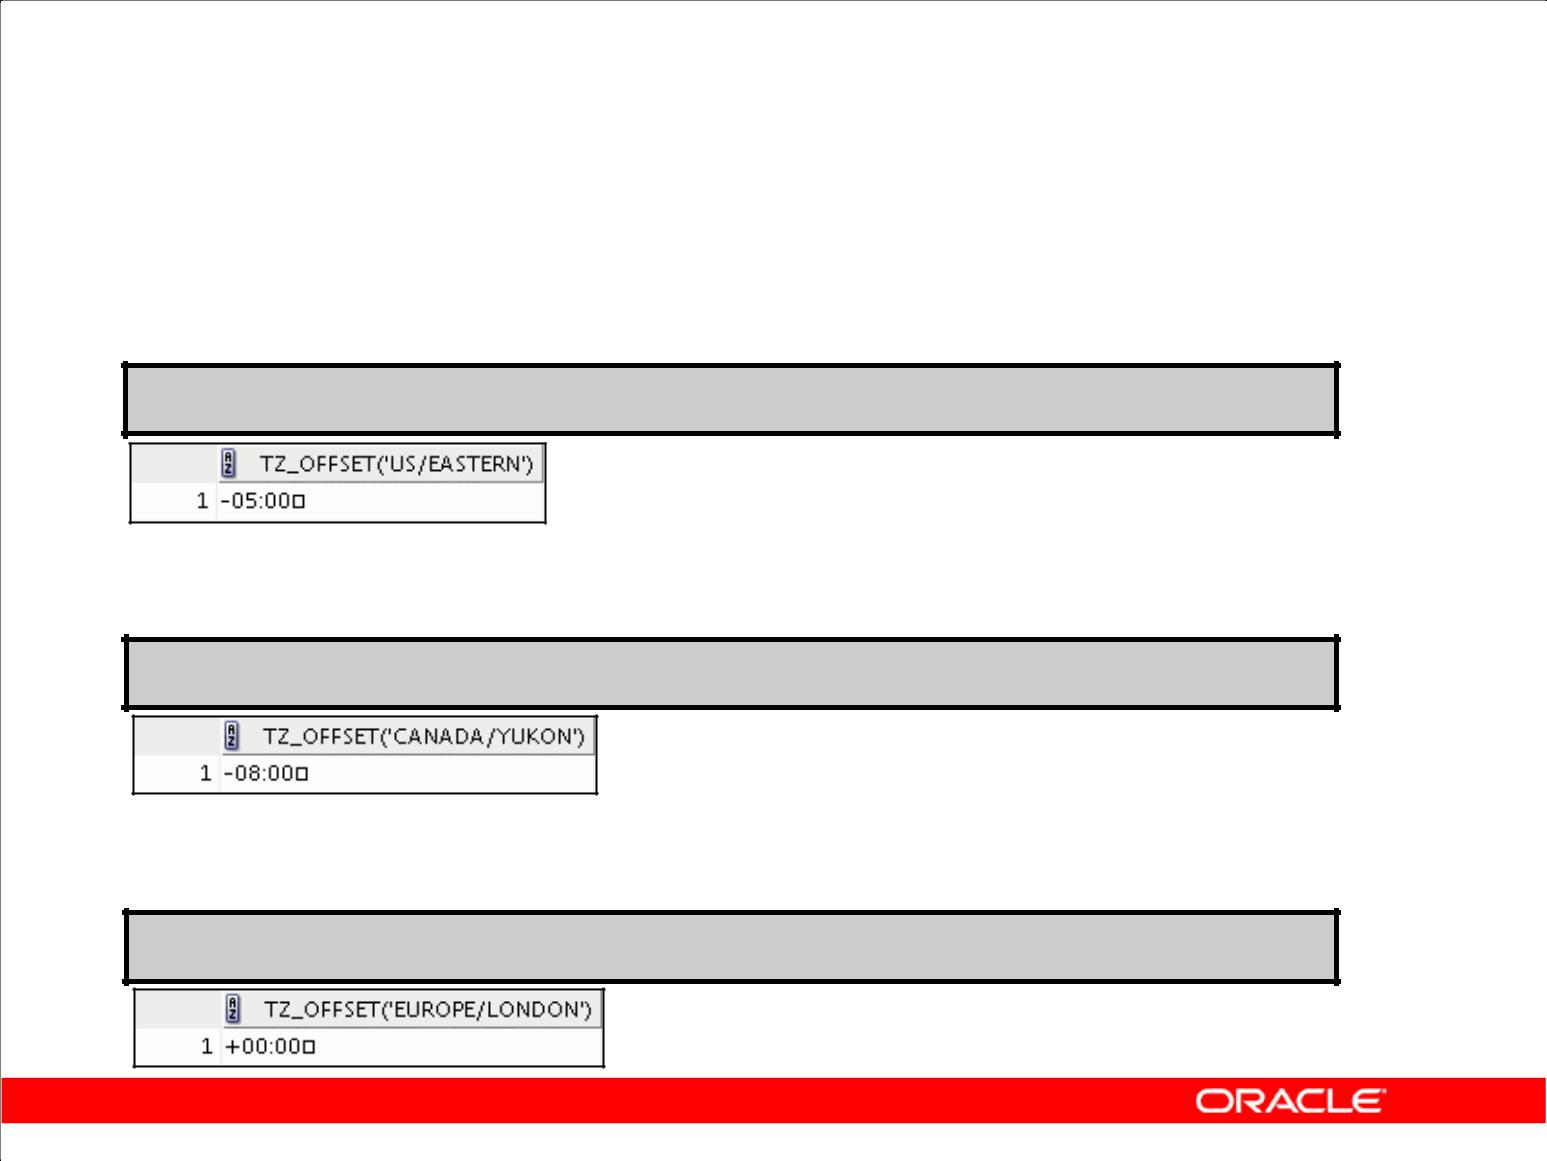 TZ_OFFSET('US/EASTERN')
1 -05:00□
TZ_OFFSET('CANADA/YUKON')
1 -08:00□
TZ_OFFSET('EUROPE/LONDON')
1 +00:00□
ORACLE